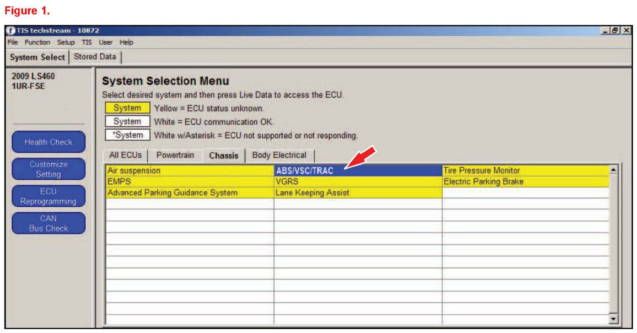 Figure 1.
TIS techstream - 10872
File Function Setup TIS User Help
System Select Stored Data
2009 LS460
1UR-FSE
System Selection Menu
Select desired system and then press Live Data to access the ECU.
System Yellow = ECU status unknown.
System White = ECU communication OK.
*System White w/Asterisk = ECU not supported or not responding.
Health Check
Customize
Setting
ECU
Reprogramming
CAN
Bus Check
All ECUs Powertrain Chassis Body Electrical
Air suspension ABS/VSC/TRAC Tire Pressure Monitor
EMPS VGRS Electric Parking Brake
Advanced Parking Guidance System Lane Keeping Assist